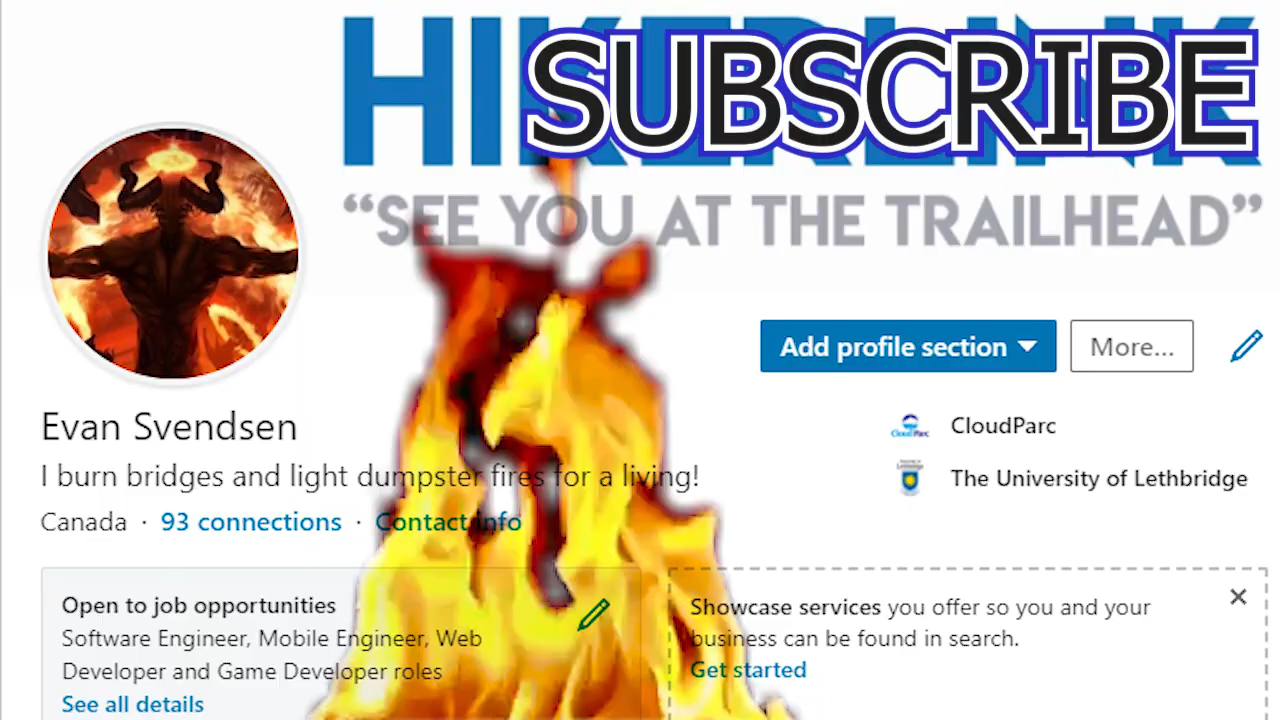 HIKERLINK
SUBSCRIBE
“SEE YOU AT THE TRAILHEAD”
Add profile section
More...
Evan Svendsen
CloudParc
I burn bridges and light dumpster fires for a living!
The University of Lethbridge
Canada · 93 connections · Contact info
Open to job opportunities
Software Engineer, Mobile Engineer, Web
Developer and Game Developer roles
See all details
Showcase services you offer so you and your
business can be found in search.
Get started